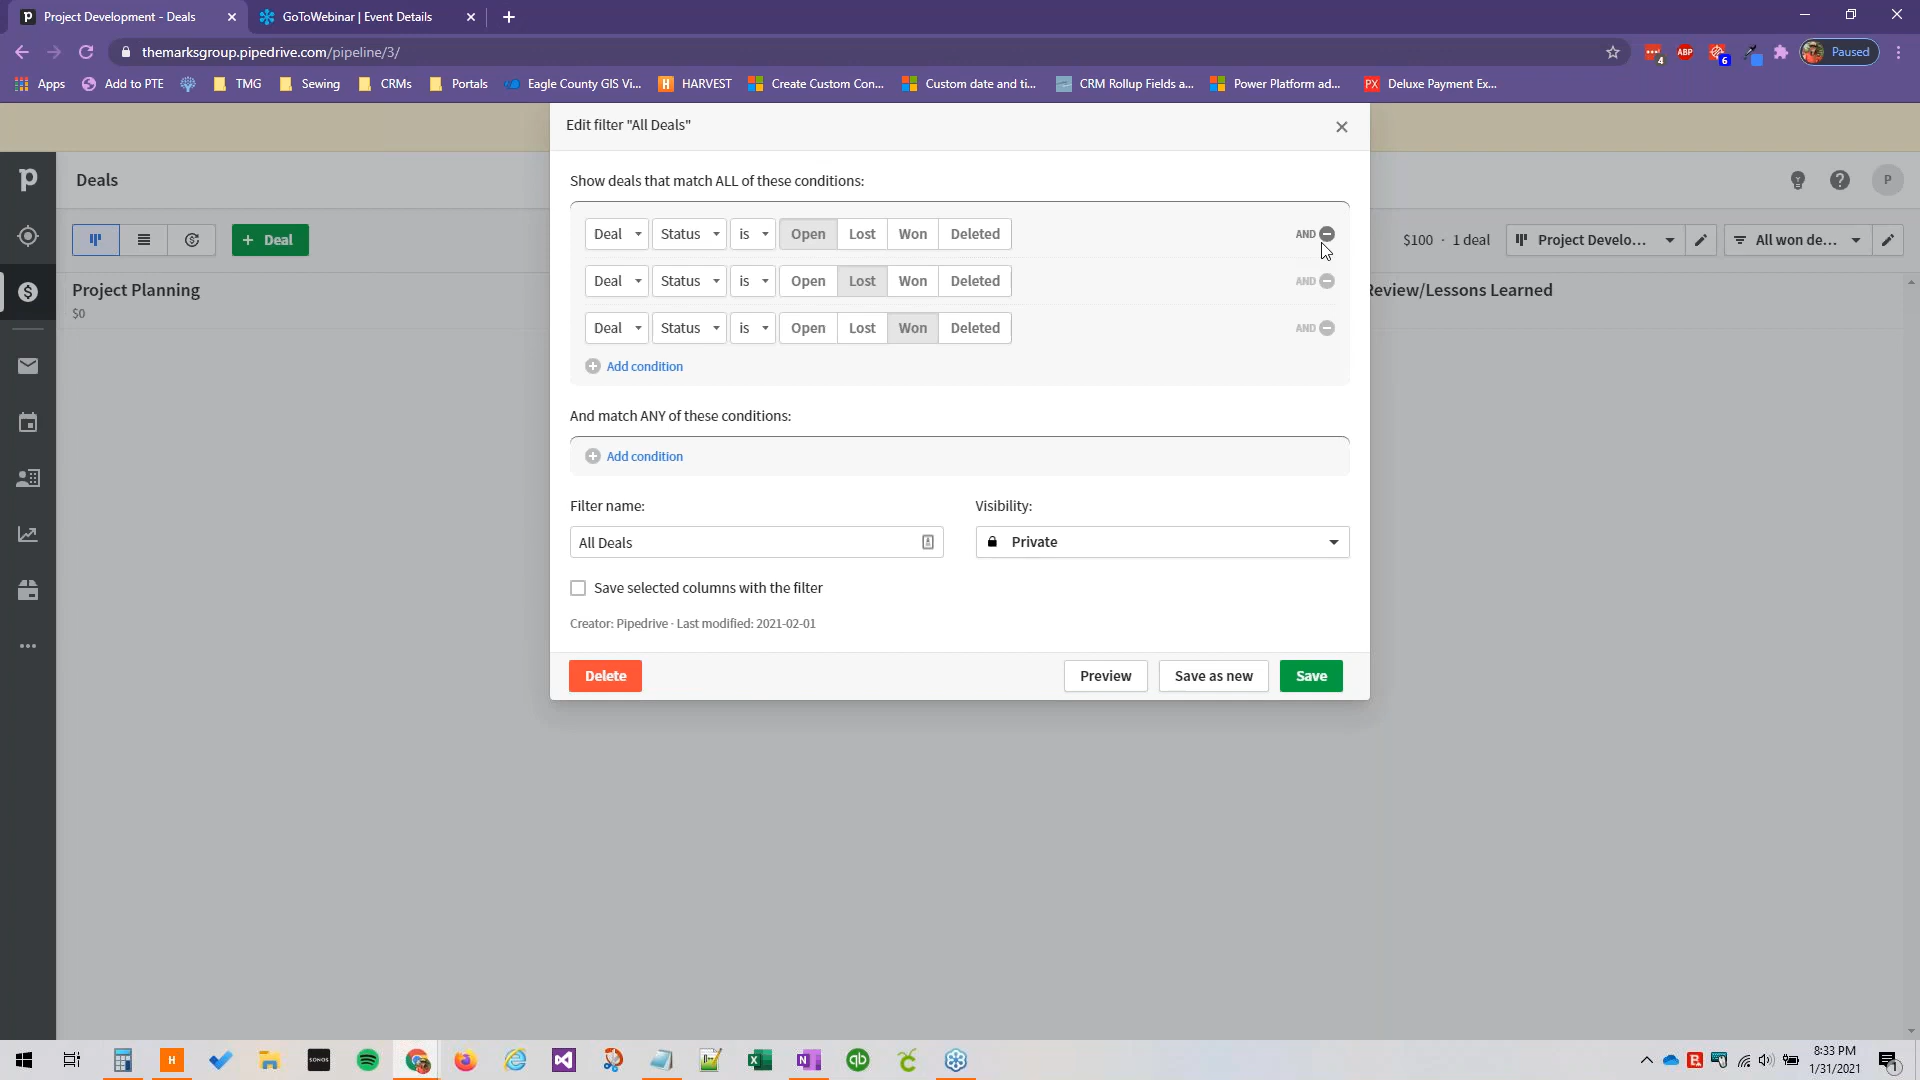 Project Development - Deals
GoToWebinar | Event Details
themarksgroup.pipedrive.com/pipeline/3/
4
ABP
6
Paused
Apps
Add to PTE
TMG
Sewing
CRMs
Portals
Eagle County GIS Vi...
H
HARVEST
Create Custom Con...
Custom date and ti...
CRM Rollup Fields a...
Power Platform ad...
PX
Deluxe Payment Ex...
Edit filter "All Deals"
Deals
P
Show deals that match ALL of these conditions:
Deal Status is Open Lost Won Deleted AND
+ Deal
$100 · 1 deal
Project Develo...
All won de...
Deal Status is Open Lost Won Deleted AND
Project Planning
$0
Review/Lessons Learned
Deal Status is Open Lost Won Deleted AND
Add condition
And match ANY of these conditions:
Add condition
Filter name:
Visibility:
All Deals
Private
Save selected columns with the filter
Creator: Pipedrive · Last modified: 2021-02-01
Delete
Preview
Save as new
Save
H
SONOS
8:33 PM
1/31/2021
1